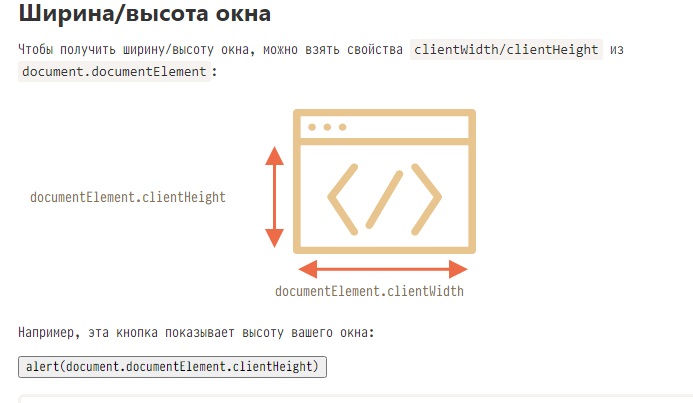 Ширина/высота окна
Чтобы получить ширину/высоту окна, можно взять свойства clientWidth/clientHeight из
document.documentElement:
documentElement.clientHeight
</>
documentElement.clientWidth
Например, эта кнопка показывает высоту вашего окна:
alert(document.documentElement.clientHeight)